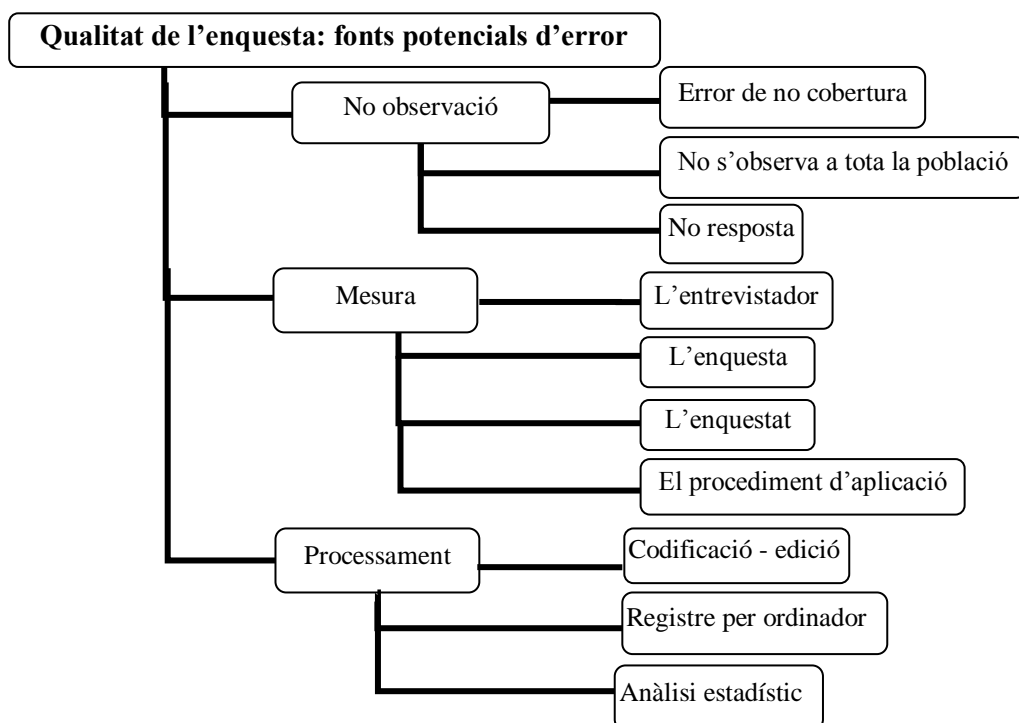 Qualitat de l’enquesta: fonts potencials d’error
No observació
Error de no cobertura
No s’observa a tota la població
No resposta
Mesura
L’entrevistador
L’enquesta
L’enquestat
El procediment d’aplicació
Processament
Codificació - edició
Registre per ordinador
Anàlisi estadístic